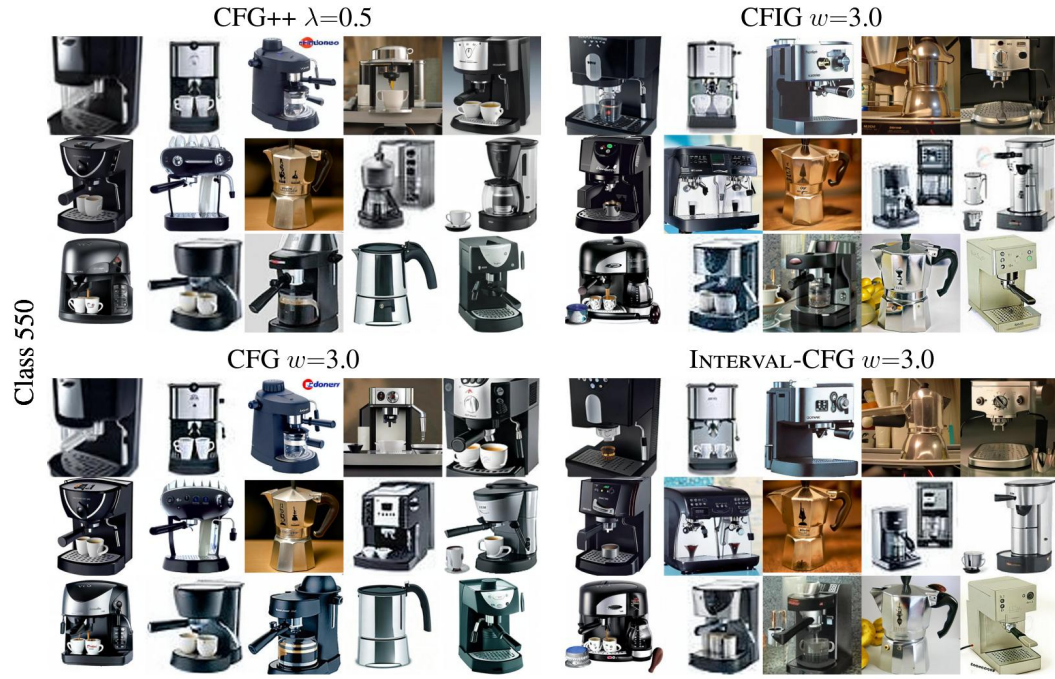 CFG++ λ=0.5
CFIG w=3.0
Class 550
CFG w=3.0
INTERVAL-CFG w=3.0